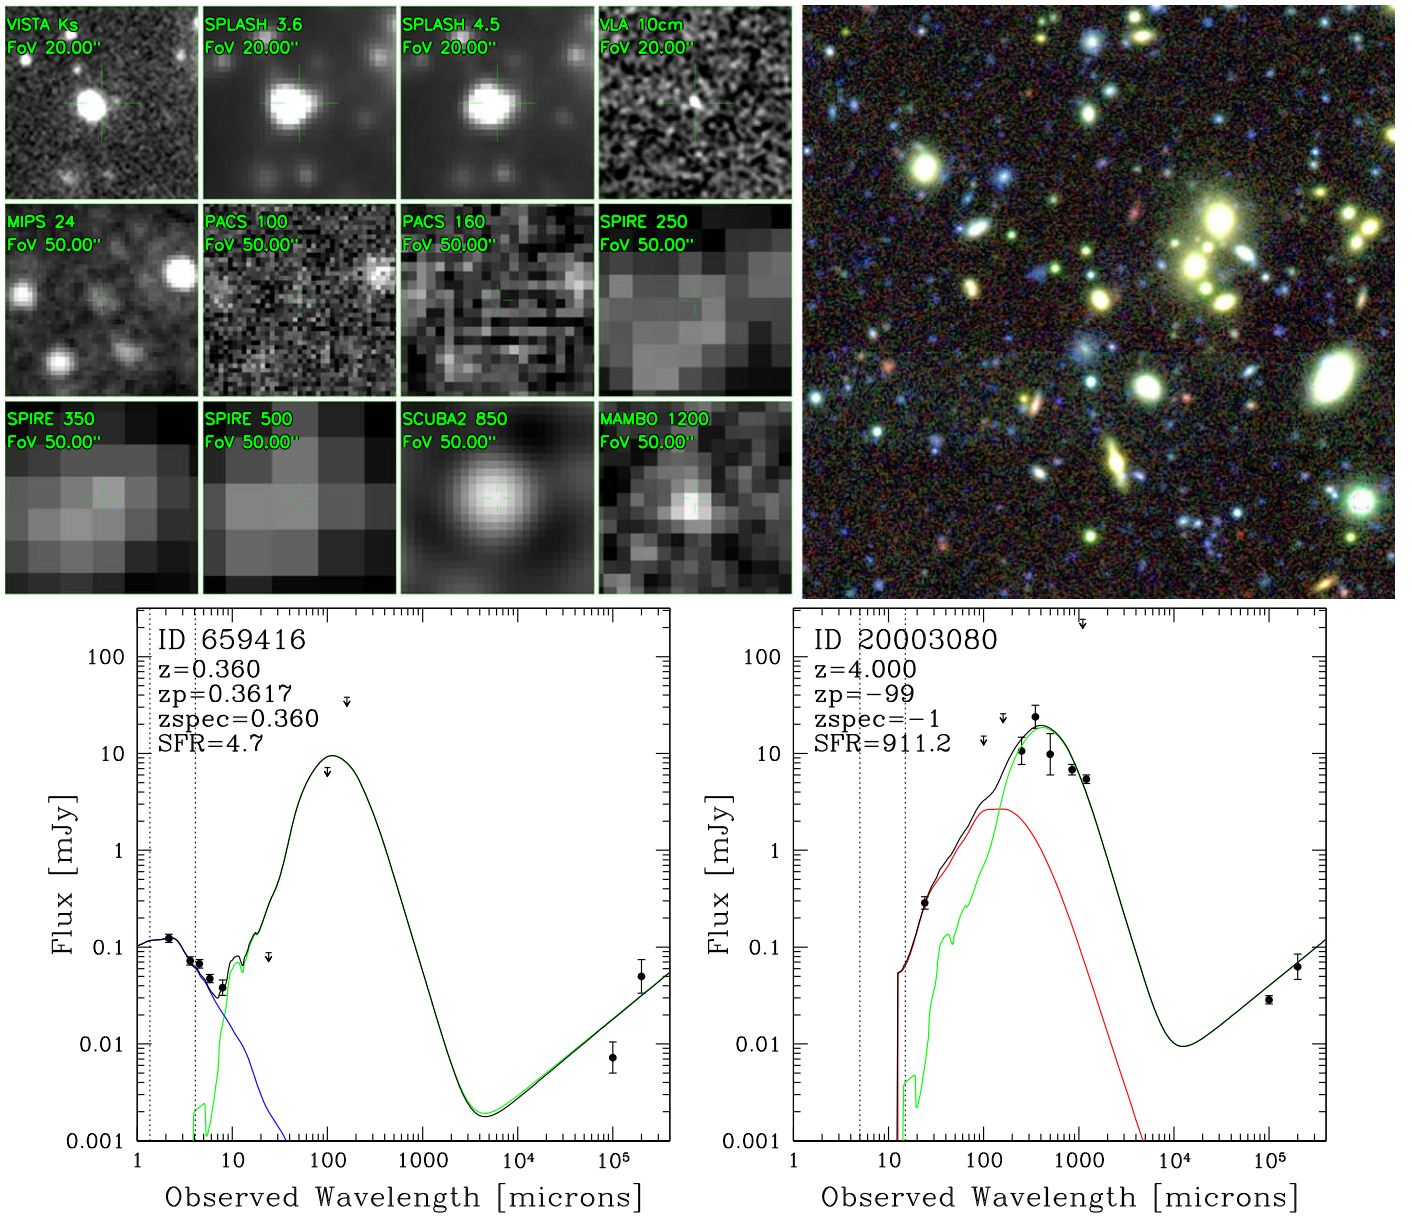 VISTA Ks
FoV 20.00"
SPLASH 3.6
FoV 20.00"
SPLASH 4.5
FoV 20.00"
VLA 10cm
FoV 20.00"
MIPS 24
FoV 50.00"
PACS 100
FoV 50.00"
PACS 160
FoV 50.00"
SPIRE 250
FoV 50.00"
SPIRE 350
FoV 50.00"
SPIRE 500
FoV 50.00"
SCUBA2 850
FoV 50.00"
MAMBO 1200
FoV 50.00"
ID 659416
z=0.360
zp=0.3617
zspec=0.360
SFR=4.7
100
10
1
0.1
0.01
0.001
Flux [mJy]
1 10 100 1000 10⁴ 10⁵
Observed Wavelength [microns]
ID 20003080
z=4.000
zp=−99
zspec=−1
SFR=911.2
100
10
1
0.1
0.01
0.001
Flux [mJy]
1 10 100 1000 10⁴ 10⁵
Observed Wavelength [microns]